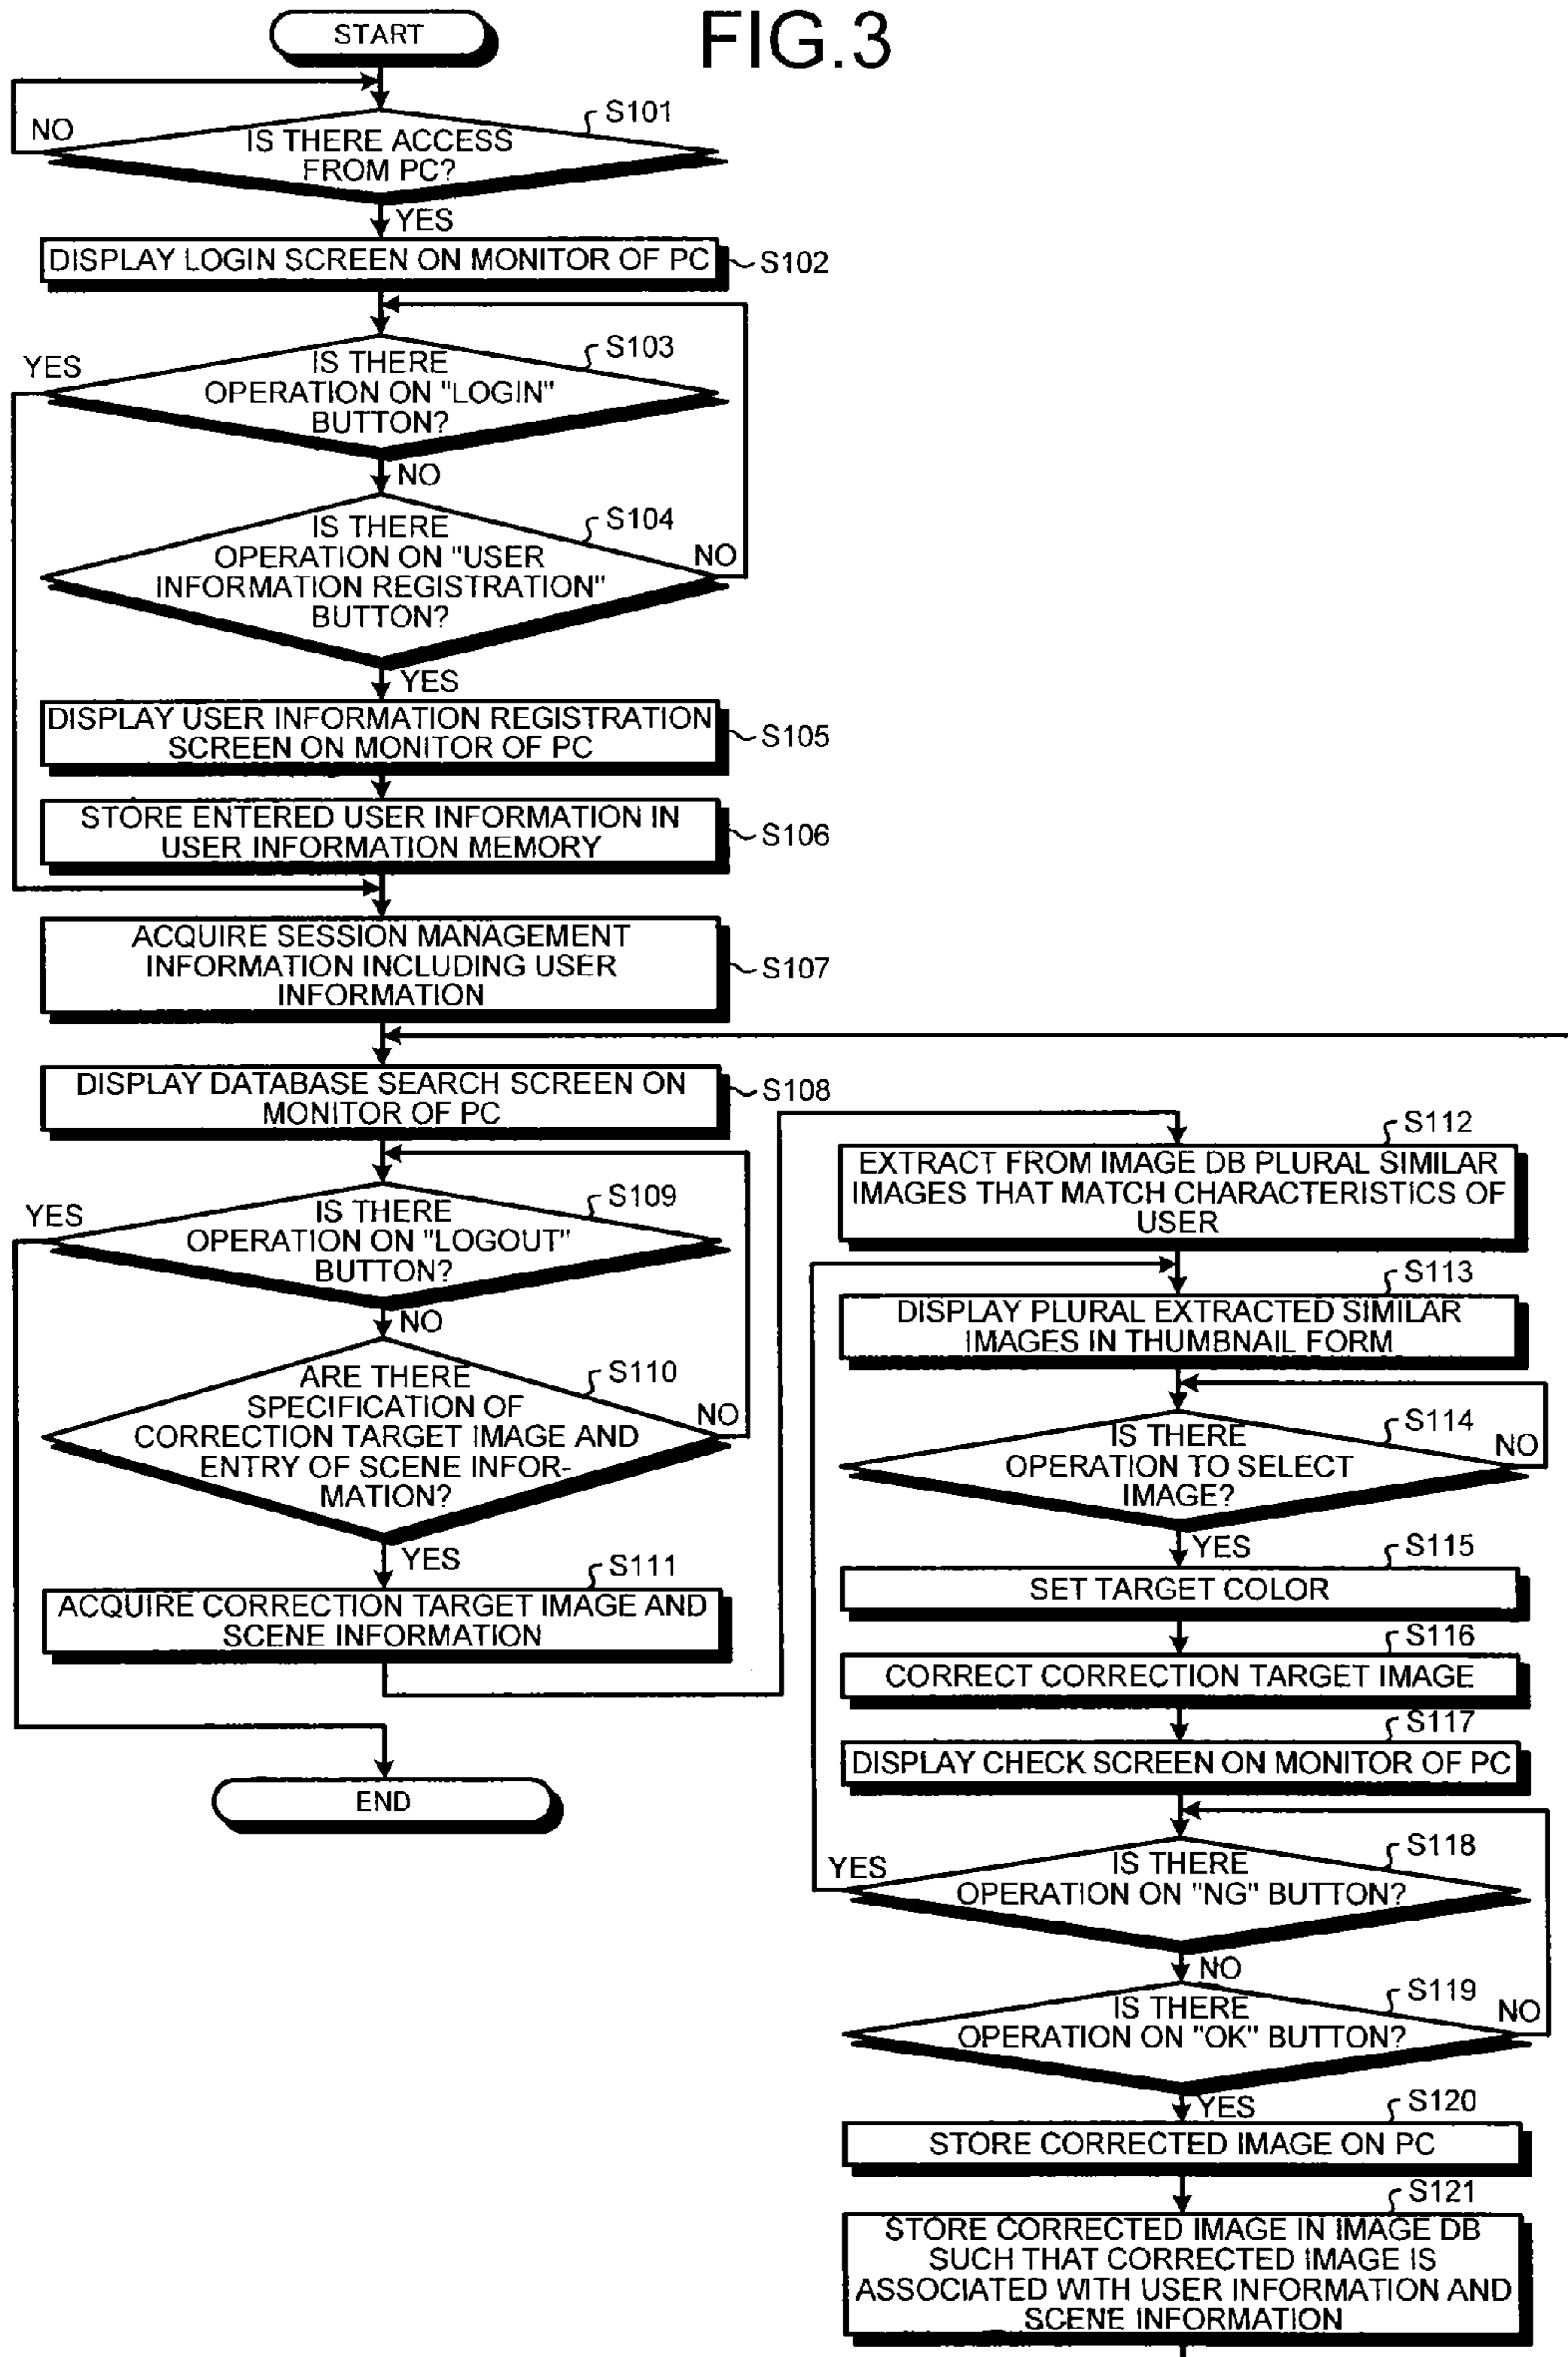 FIG.3
START
S101
NO
IS THERE ACCESS
FROM PC?
YES
DISPLAY LOGIN SCREEN ON MONITOR OF PC
S102
S103
YES
IS THERE
OPERATION ON "LOGIN"
BUTTON?
NO
S104
IS THERE
OPERATION ON "USER
INFORMATION REGISTRATION"
BUTTON?
NO
YES
DISPLAY USER INFORMATION REGISTRATION
SCREEN ON MONITOR OF PC
S105
STORE ENTERED USER INFORMATION IN
USER INFORMATION MEMORY
S106
ACQUIRE SESSION MANAGEMENT
INFORMATION INCLUDING USER
INFORMATION
S107
DISPLAY DATABASE SEARCH SCREEN ON
MONITOR OF PC
S108
S109
YES
IS THERE
OPERATION ON "LOGOUT"
BUTTON?
NO
S110
ARE THERE
SPECIFICATION OF
CORRECTION TARGET IMAGE AND
ENTRY OF SCENE INFOR-
MATION?
NO
YES
S111
ACQUIRE CORRECTION TARGET IMAGE AND
SCENE INFORMATION
END
S112
EXTRACT FROM IMAGE DB PLURAL SIMILAR
IMAGES THAT MATCH CHARACTERISTICS OF
USER
S113
DISPLAY PLURAL EXTRACTED SIMILAR
IMAGES IN THUMBNAIL FORM
S114
IS THERE
OPERATION TO SELECT
IMAGE?
NO
YES
S115
SET TARGET COLOR
S116
CORRECT CORRECTION TARGET IMAGE
S117
DISPLAY CHECK SCREEN ON MONITOR OF PC
S118
YES
IS THERE
OPERATION ON "NG" BUTTON?
NO
S119
IS THERE
OPERATION ON "OK" BUTTON?
NO
YES
S120
STORE CORRECTED IMAGE ON PC
S121
STORE CORRECTED IMAGE IN IMAGE DB
SUCH THAT CORRECTED IMAGE IS
ASSOCIATED WITH USER INFORMATION AND
SCENE INFORMATION